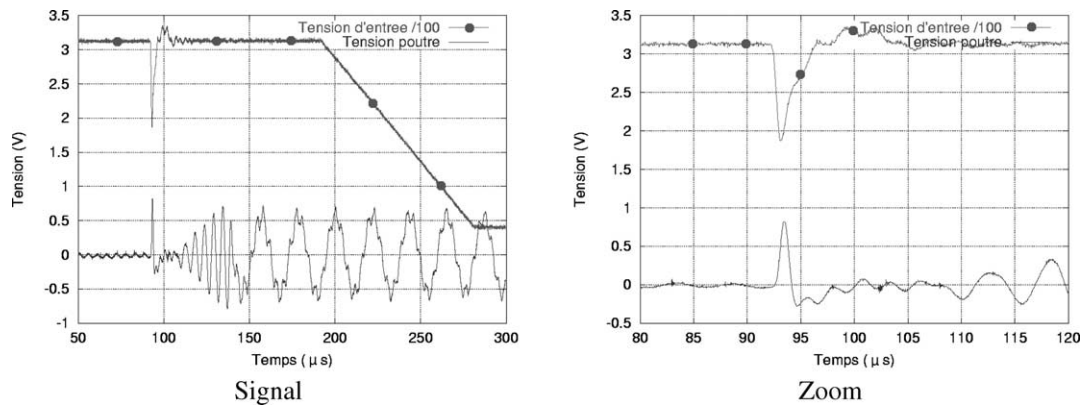 3.5
Tension d'entree /100
Tension poutre
3
2.5
2
1.5
1
0.5
0
-0.5
-1
Tension (V)
50 100 150 200 250 300
Temps ( µ s)
Signal
3.5
Tension d'entree /100
Tension poutre
3
2.5
2
1.5
1
0.5
0
-0.5
Tension (V)
80 85 90 95 100 105 110 115 120
Temps ( µ s)
Zoom